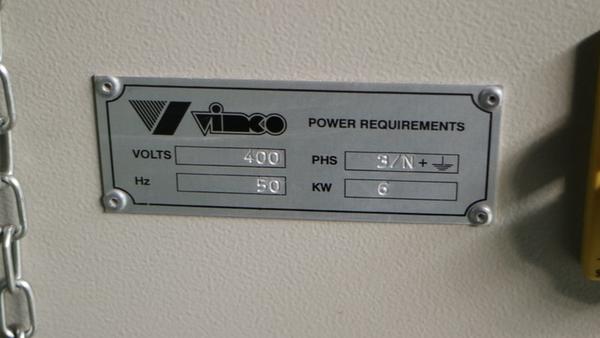 vimco POWER REQUIREMENTS
VOLTS 400 PHS 3/N + ⏚
Hz 50 KW 6